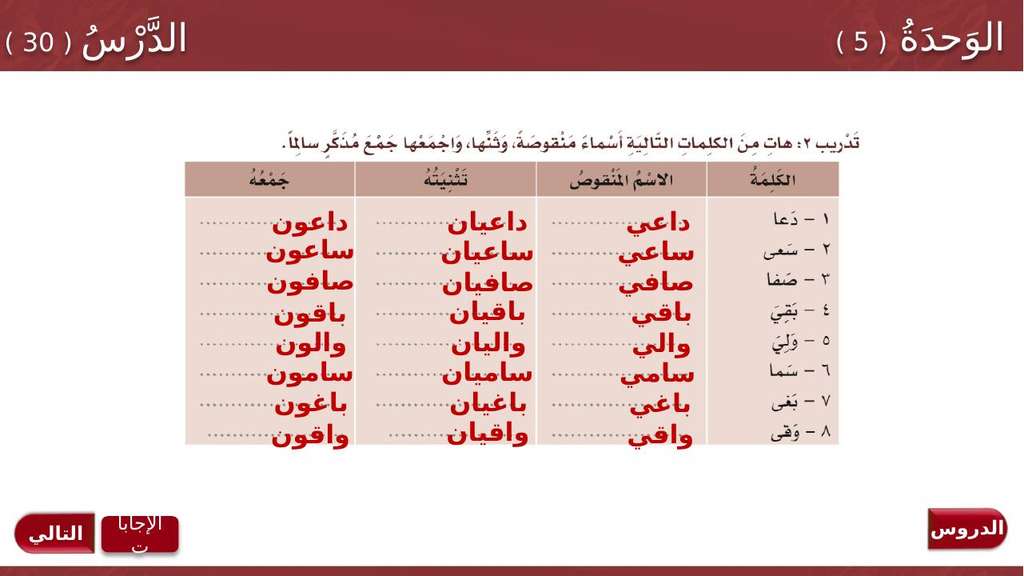 الوَحدَةُ ( 5 )
الدَّرْسُ ( 30 )
تَدْريب ٢: هاتِ مِنَ الكلِماتِ التّالِيَةِ أَسْماءَ مَنْقوصَةً، وَثَنِّها، وَاجْمَعْها جَمْعَ مُذَكَّرٍ سالِماً.
الكَلِمَةُ الاسْمُ المَنْقوصُ تَثْنِيَتُهُ جَمْعُهُ
١ – دَعا داعي داعيان داعون
٢ – سَعى ساعي ساعيان ساعون
٣ – صَفا صافي صافيان صافون
٤ – بَقِيَ باقي باقيان باقون
٥ – وَلِيَ والي واليان والون
٦ – سَما سامي ساميان سامون
٧ – بَغى باغي باغيان باغون
٨ – وَقى واقي واقيان واقون
الدروس
الإجابات
التالي